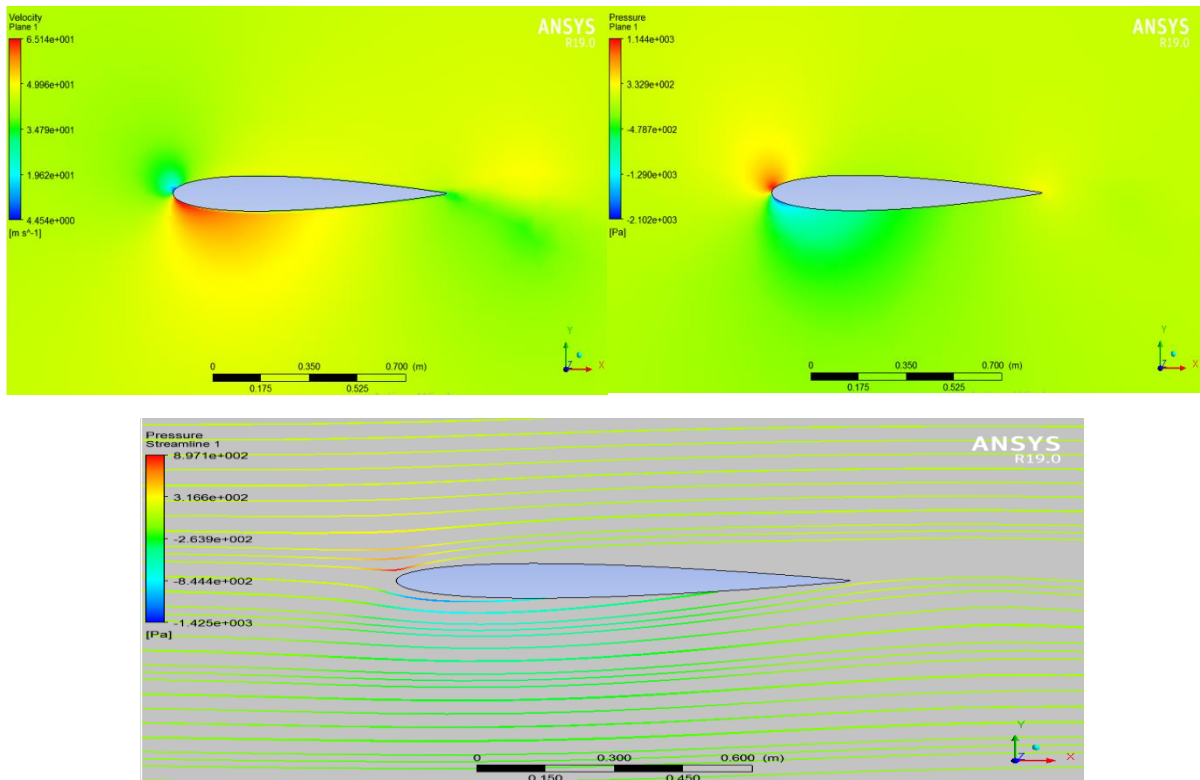 Velocity
Plane 1
6.514e+001
4.996e+001
3.479e+001
1.962e+001
4.454e+000
[m s^-1]
ANSYS
R19.0
0 0.350 0.700 (m)
0.175 0.525
Y
Z X
Pressure
Plane 1
1.144e+003
3.329e+002
-4.787e+002
-1.290e+003
-2.102e+003
[Pa]
ANSYS
R19.0
0 0.350 0.700 (m)
0.175 0.525
Y
Z X
Pressure
Streamline 1
8.971e+002
3.166e+002
-2.639e+002
-8.444e+002
-1.425e+003
[Pa]
ANSYS
R19.0
0 0.300 0.600 (m)
0.150 0.450
Y
Z X